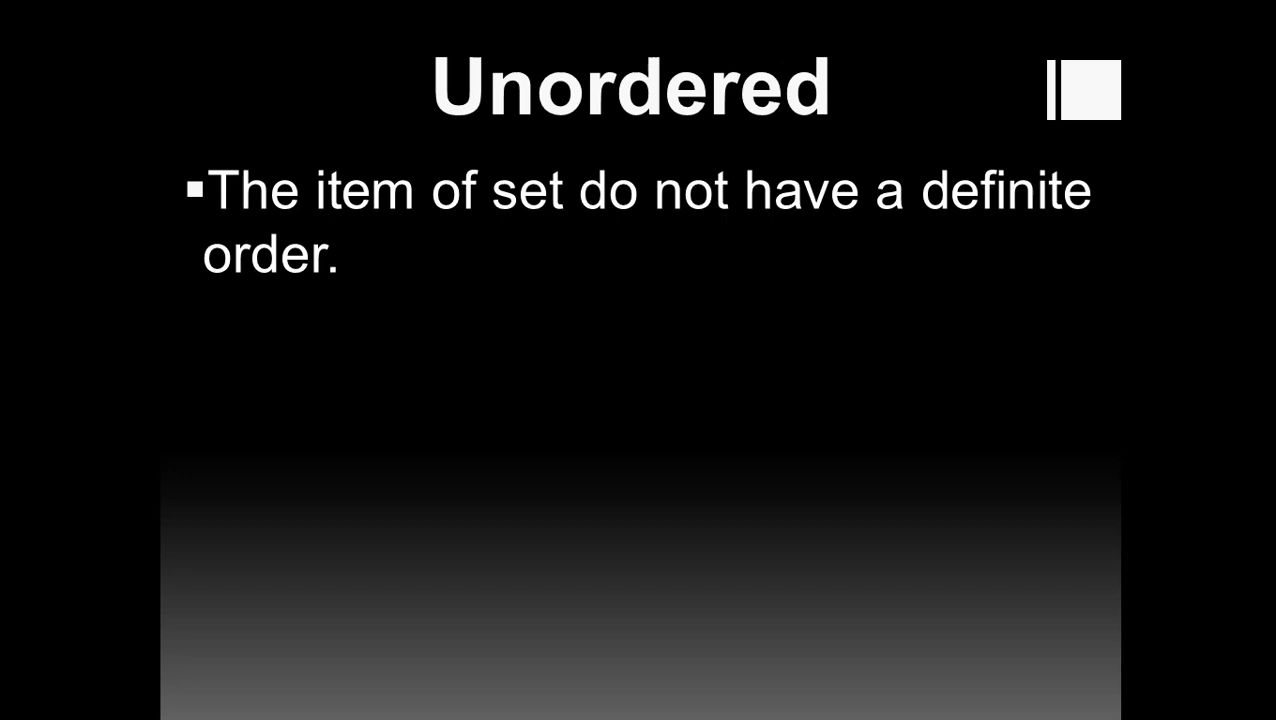 Unordered
▪The item of set do not have a definite
order.